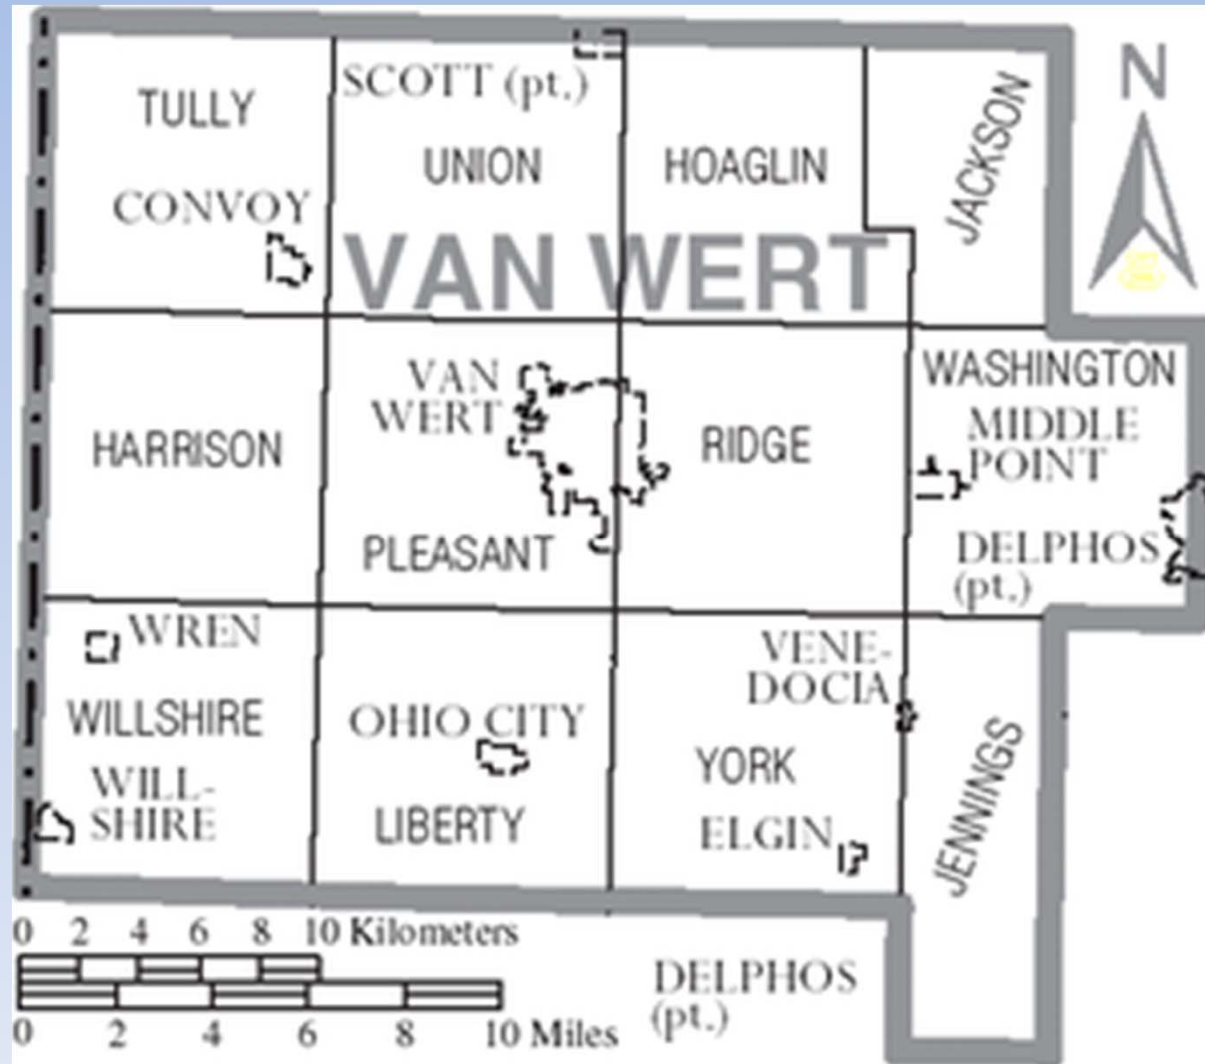 N
TULLY
SCOTT (pt.)
UNION
HOAGLIN
JACKSON
CONVOY
VAN WERT
VAN
WERT
HARRISON
PLEASANT
RIDGE
WASHINGTON
MIDDLE
POINT
DELPHOS
(pt.)
WREN
WILLSHIRE
WILL-
SHIRE
OHIO CITY
LIBERTY
VENE-
DOCIA
YORK
ELGIN
JENNINGS
0 2 4 6 8 10 Kilometers
0 2 4 6 8 10 Miles
DELPHOS
(pt.)